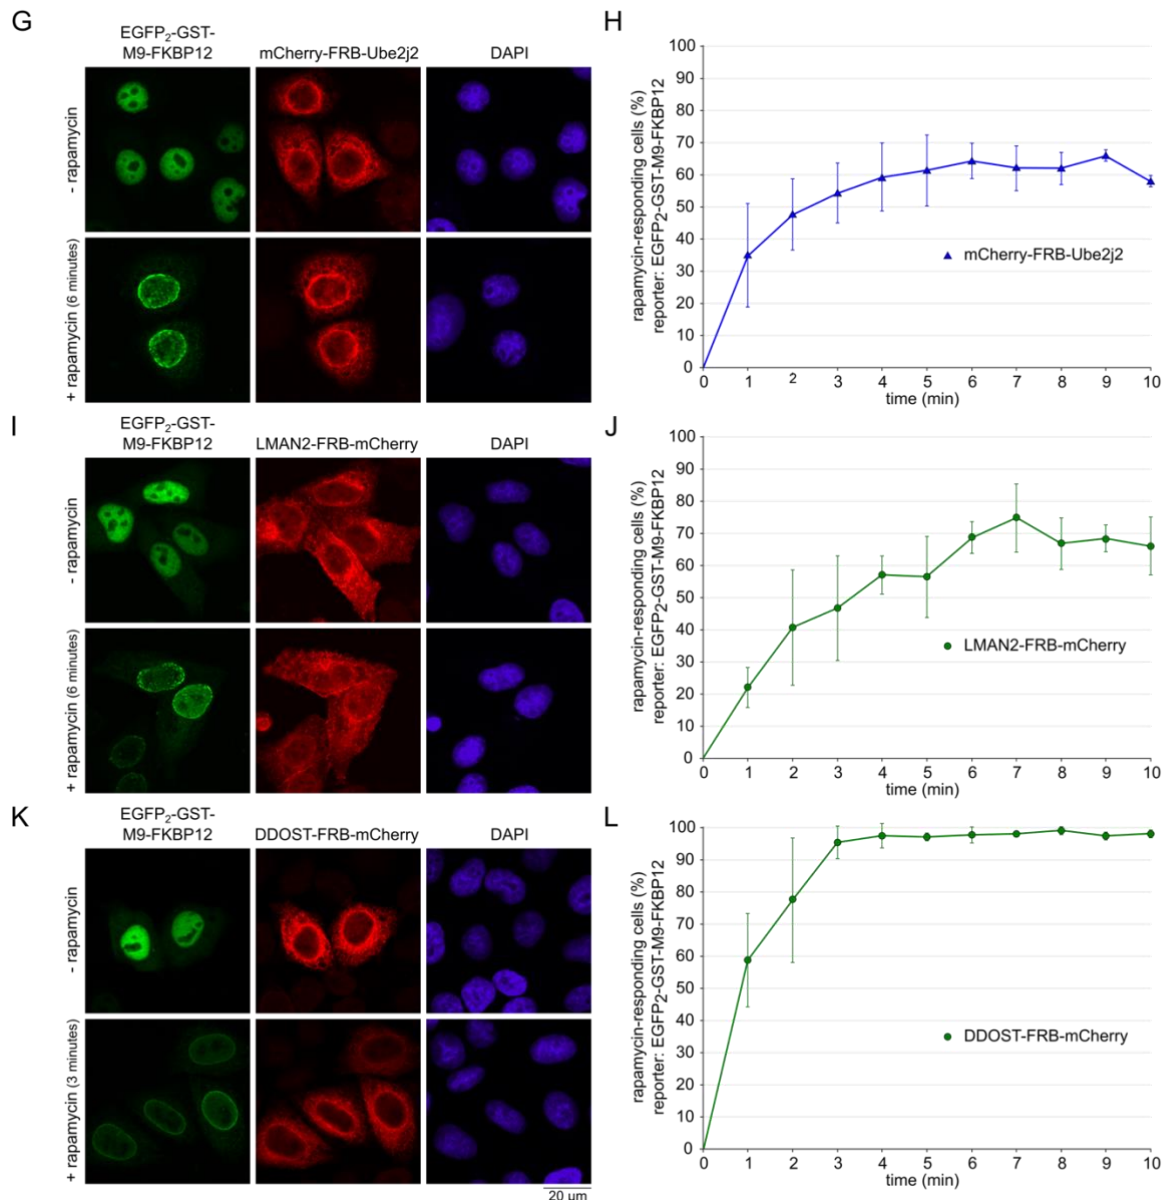 G
EGFP2-GST-
M9-FKBP12
mCherry-FRB-Ube2j2
DAPI
- rapamycin
+ rapamycin (6 minutes)
H
rapamycin-responding cells (%)
reporter: EGFP2-GST-M9-FKBP12
100
90
80
70
60
50
40
30
20
10
0
mCherry-FRB-Ube2j2
0 1 2 3 4 5 6 7 8 9 10
time (min)
I
EGFP2-GST-
M9-FKBP12
LMAN2-FRB-mCherry
DAPI
- rapamycin
+ rapamycin (6 minutes)
J
rapamycin-responding cells (%)
reporter: EGFP2-GST-M9-FKBP12
100
90
80
70
60
50
40
30
20
10
0
LMAN2-FRB-mCherry
0 1 2 3 4 5 6 7 8 9 10
time (min)
K
EGFP2-GST-
M9-FKBP12
DDOST-FRB-mCherry
DAPI
- rapamycin
+ rapamycin (3 minutes)
20 µm
L
rapamycin-responding cells (%)
reporter: EGFP2-GST-M9-FKBP12
100
90
80
70
60
50
40
30
20
10
0
DDOST-FRB-mCherry
0 1 2 3 4 5 6 7 8 9 10
time (min)